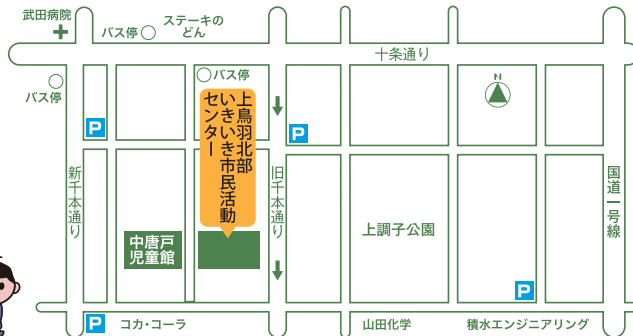 武田病院
バス停
ステーキの
どん
十条通り
バス停
バス停
N
P
P
上鳥羽北部
いきいき市民活動
センター
新千本通り
旧千本通り
国道一号線
中唐戸
児童館
上調子公園
P
P
コカ・コーラ
山田化学
積水エンジニアリング